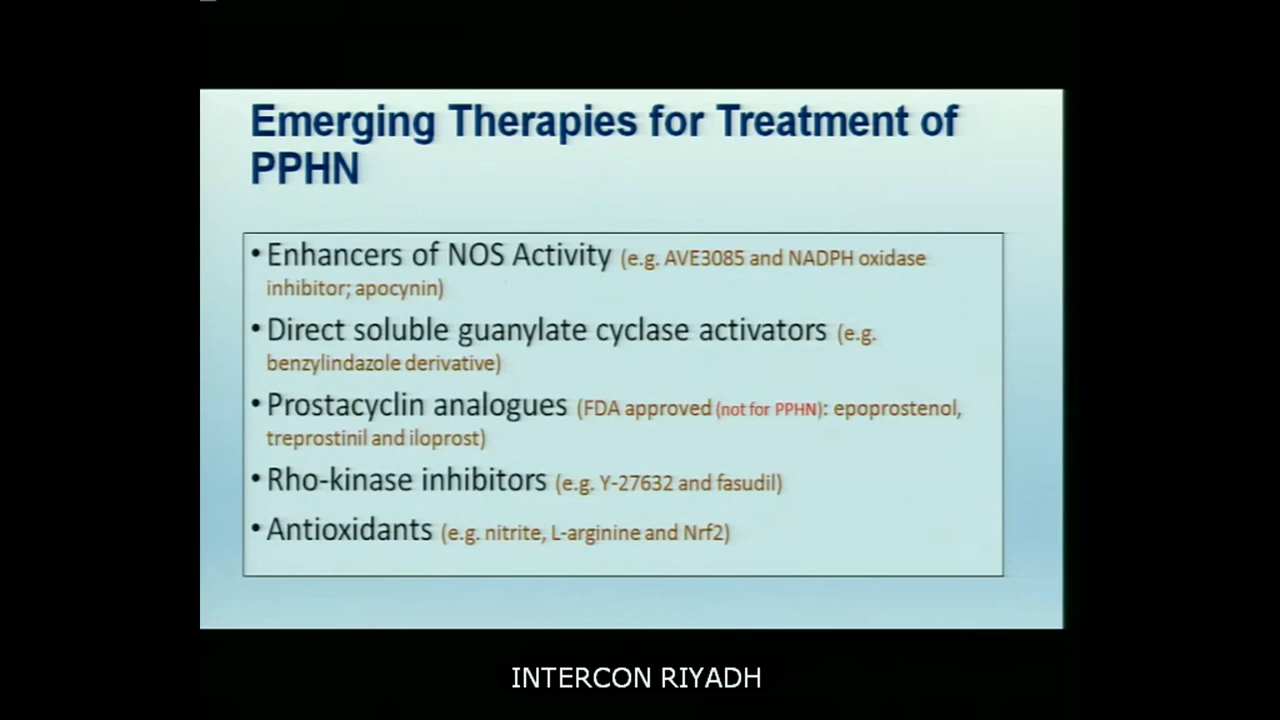 Emerging Therapies for Treatment of
PPHN
• Enhancers of NOS Activity (e.g. AVE3085 and NADPH oxidase
inhibitor; apocynin)
• Direct soluble guanylate cyclase activators (e.g.
benzylindazole derivative)
• Prostacyclin analogues (FDA approved (not for PPHN): epoprostenol,
treprostinil and iloprost)
• Rho-kinase inhibitors (e.g. Y-27632 and fasudil)
• Antioxidants (e.g. nitrite, L-arginine and Nrf2)
INTERCON RIYADH